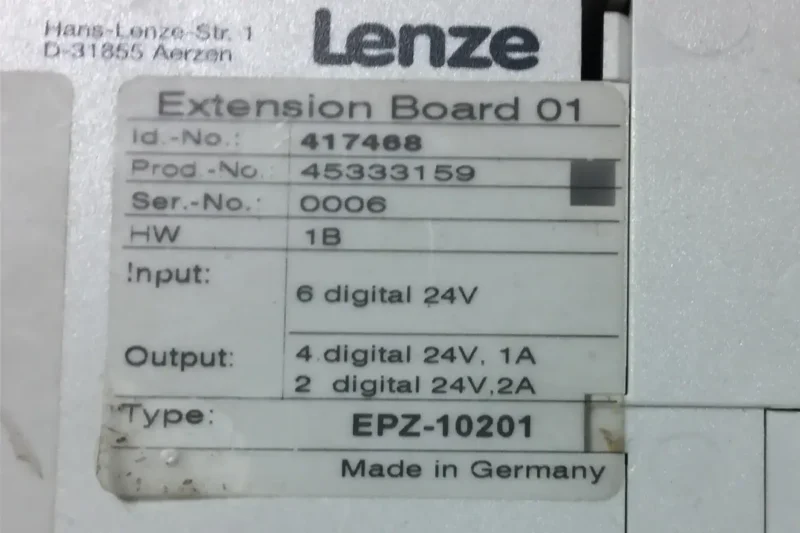 Hans-Lenze-Str. 1
D-31855 Aerzen
Lenze
Extension Board 01
Id.-No.: 417468
Prod.-No.: 45333159
Ser.-No.: 0006
HW 1B
Input: 6 digital 24V
Output: 4 digital 24V, 1A
2 digital 24V,2A
Type: EPZ-10201
Made in Germany